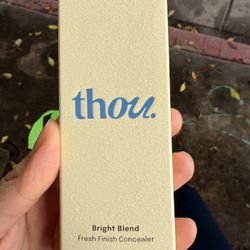 thou.
Bright Blend
Fresh Finish Concealer